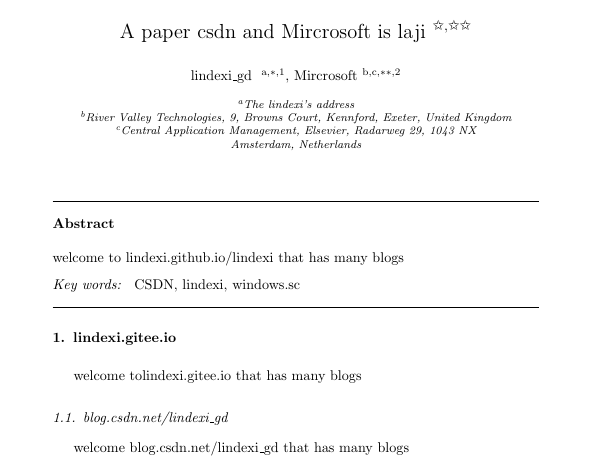 A paper csdn and Mircrosoft is laji ☆,☆☆
lindexi_gd a,∗,1, Mircrosoft b,c,∗∗,2
aThe lindexi's address
bRiver Valley Technologies, 9, Browns Court, Kennford, Exeter, United Kingdom
cCentral Application Management, Elsevier, Radarweg 29, 1043 NX
Amsterdam, Netherlands
Abstract
welcome to lindexi.github.io/lindexi that has many blogs
Key words: CSDN, lindexi, windows.sc
1. lindexi.gitee.io
welcome tolindexi.gitee.io that has many blogs
1.1. blog.csdn.net/lindexi_gd
welcome blog.csdn.net/lindexi_gd that has many blogs